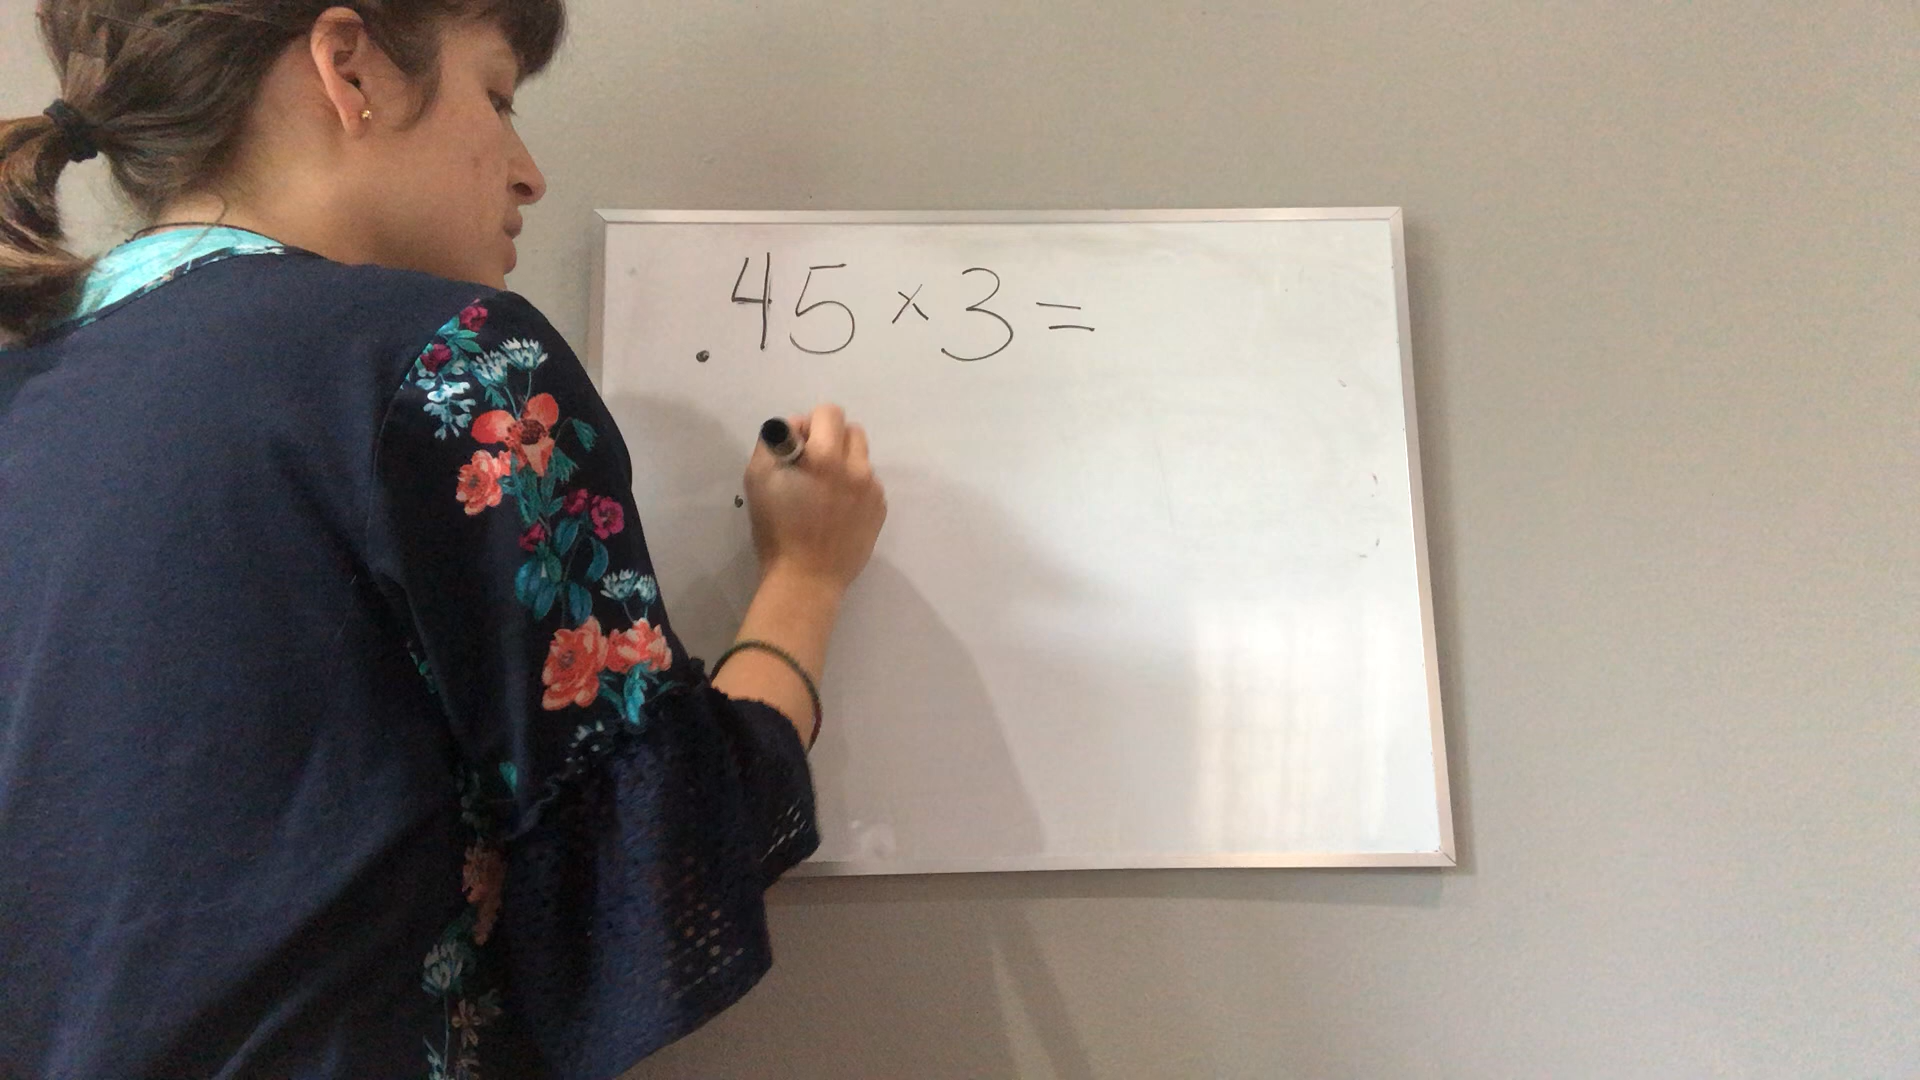 .45 × 3 =
.